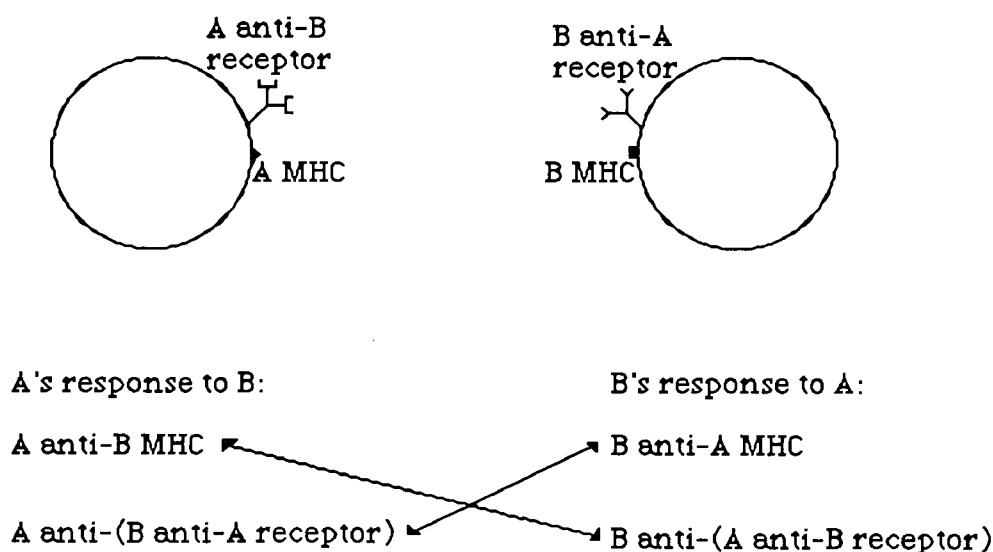 A anti-B
receptor
B anti-A
receptor
A MHC
B MHC
A's response to B:
B's response to A:
A anti-B MHC
B anti-A MHC
A anti-(B anti-A receptor)
B anti-(A anti-B receptor)